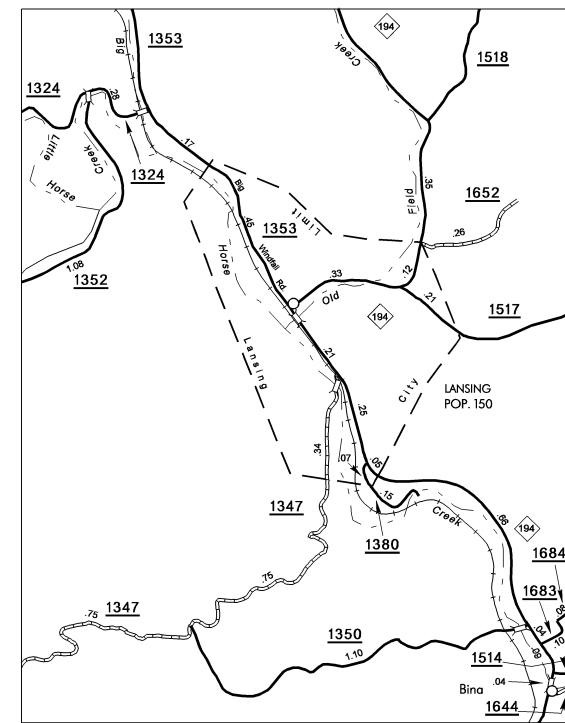 194
1353
1518
Big
Creek
1324
.28
Little
Creek
1324
.17
.35
Horse
Big
1652
Limit
Field
.26
.45
1353
1.08
1352
Horse
Windfall
Rd.
.33
.12
Old
.21
1517
194
Lansing
.21
City
LANSING
POP. 150
.25
.34
.07
.05
.15
1347
1380
Creek
.66
194
1684
.75
1683
.08
.75
1347
.04
.10
1350
.09
1514
1.10
.04
Bina
1644